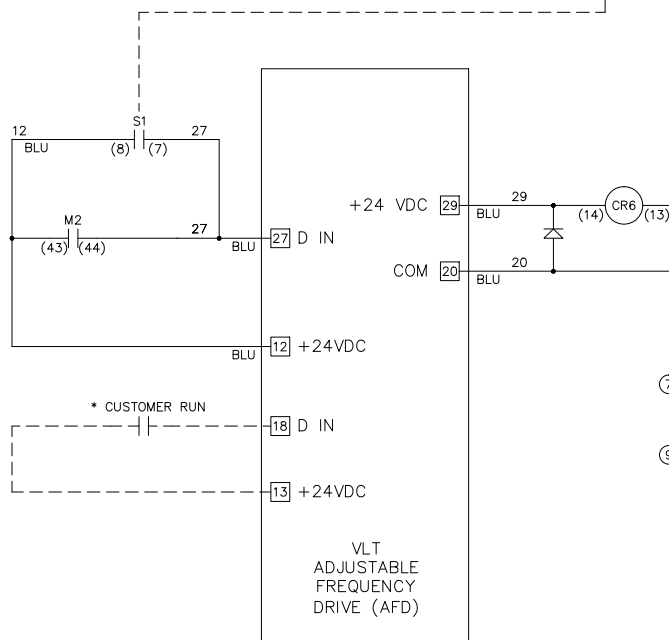 S1
12
27
BLU
(8)
(7)
M2
27
(43)
(44)
BLU
27 D IN
+24 VDC 29
29
BLU
(14)
CR6
(13)
COM 20
20
BLU
BLU
12 +24VDC
* CUSTOMER RUN
18 D IN
13 +24VDC
VLT
ADJUSTABLE
FREQUENCY
DRIVE (AFD)